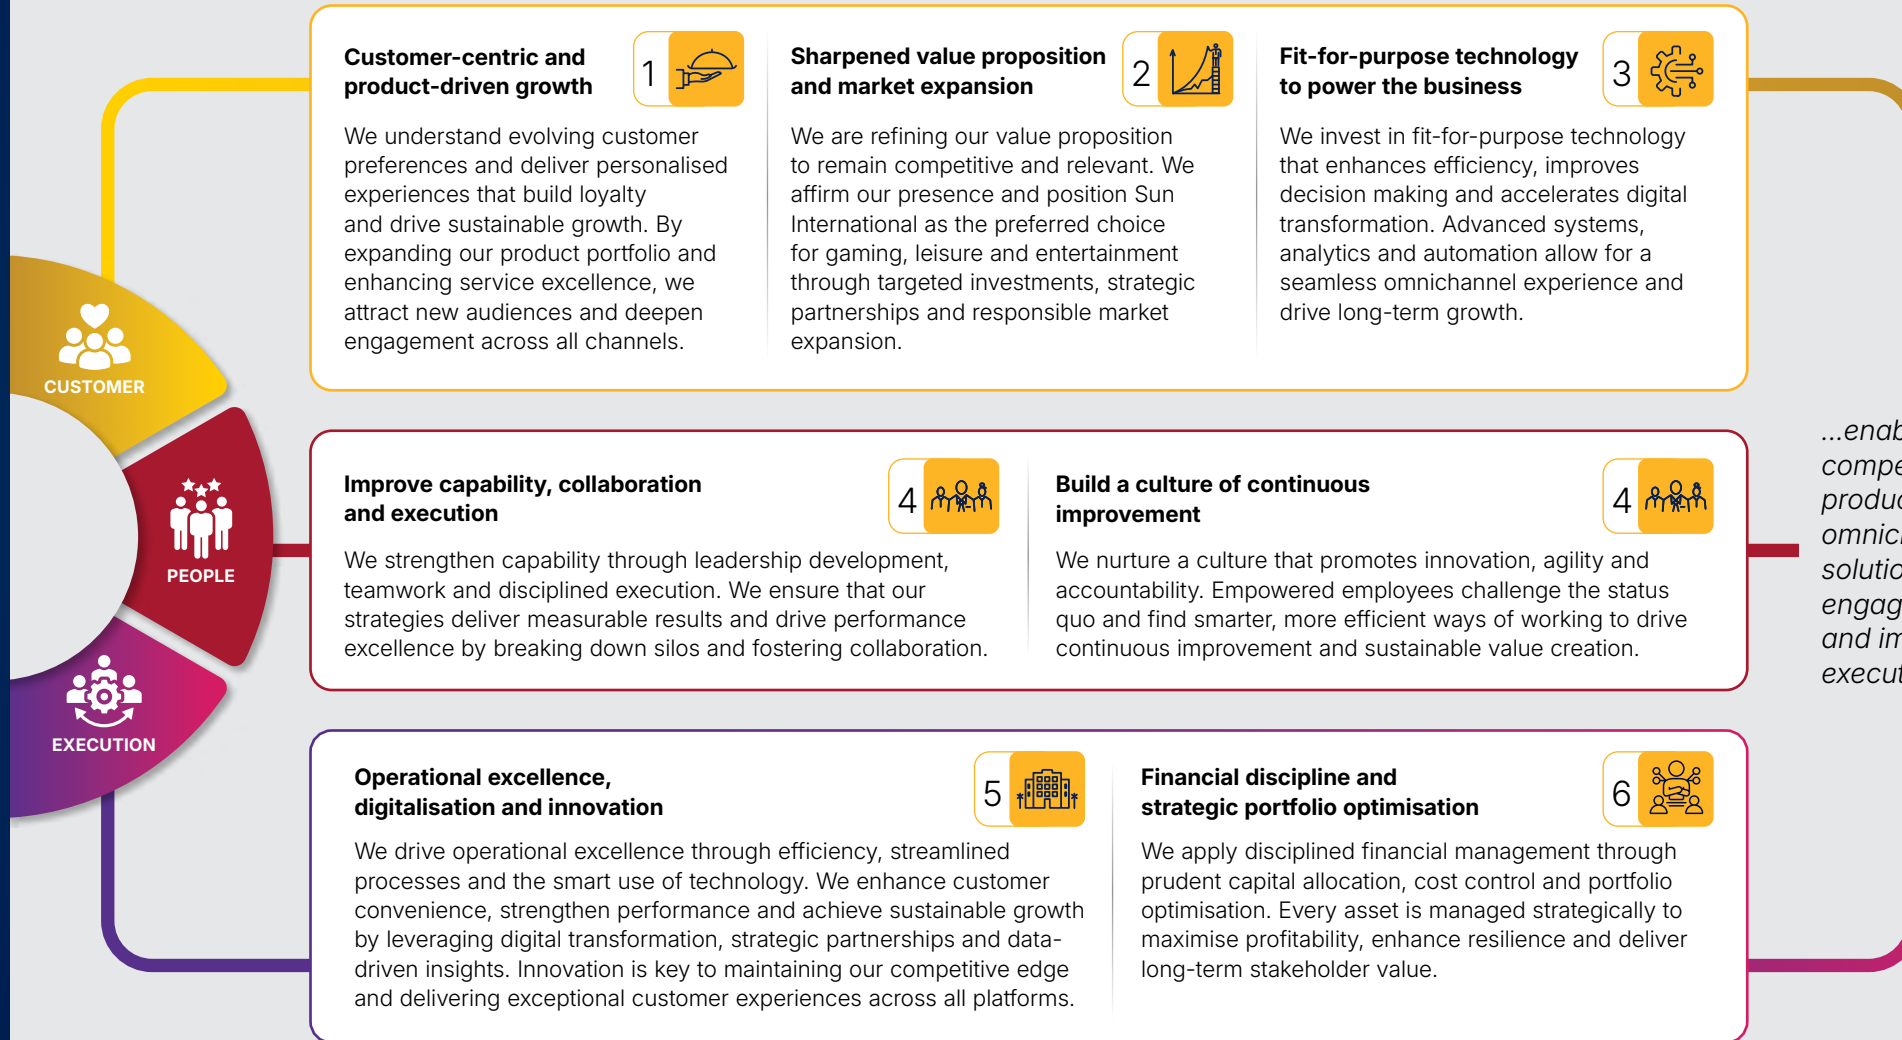 Customer-centric and
product-driven growth
1
We understand evolving customer
preferences and deliver personalised
experiences that build loyalty
and drive sustainable growth. By
expanding our product portfolio and
enhancing service excellence, we
attract new audiences and deepen
engagement across all channels.
Sharpened value proposition
and market expansion
2
We are refining our value proposition
to remain competitive and relevant. We
affirm our presence and position Sun
International as the preferred choice
for gaming, leisure and entertainment
through targeted investments, strategic
partnerships and responsible market
expansion.
Fit-for-purpose technology
to power the business
3
We invest in fit-for-purpose technology
that enhances efficiency, improves
decision making and accelerates digital
transformation. Advanced systems,
analytics and automation allow for a
seamless omnichannel experience and
drive long-term growth.
CUSTOMER
PEOPLE
EXECUTION
Improve capability, collaboration
and execution
4
We strengthen capability through leadership development,
teamwork and disciplined execution. We ensure that our
strategies deliver measurable results and drive performance
excellence by breaking down silos and fostering collaboration.
Build a culture of continuous
improvement
4
We nurture a culture that promotes innovation, agility and
accountability. Empowered employees challenge the status
quo and find smarter, more efficient ways of working to drive
continuous improvement and sustainable value creation.
Operational excellence,
digitalisation and innovation
5
We drive operational excellence through efficiency, streamlined
processes and the smart use of technology. We enhance customer
convenience, strengthen performance and achieve sustainable growth
by leveraging digital transformation, strategic partnerships and data-
driven insights. Innovation is key to maintaining our competitive edge
and delivering exceptional customer experiences across all platforms.
Financial discipline and
strategic portfolio optimisation
6
We apply disciplined financial management through
prudent capital allocation, cost control and portfolio
optimisation. Every asset is managed strategically to
maximise profitability, enhance resilience and deliver
long-term stakeholder value.
and